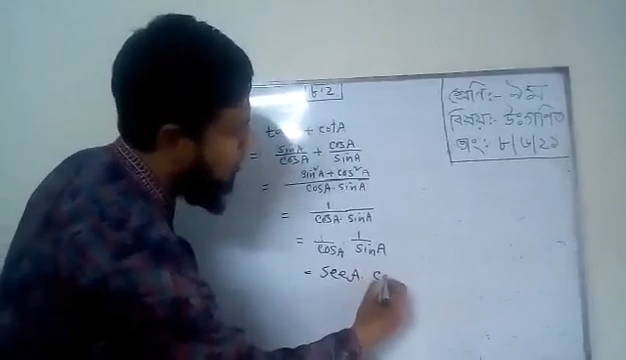 ৮.২
শ্রেণি:- ৯ম
বিষয়: উঃগণিত
তাং: ৮/৬/২১
+ cotA
= sinA/cosA + cosA/sinA
= sin²A + cos²A / cosA. sinA
= 1/cosA. sinA
= 1/cosA . 1/sinA
= SecA. c